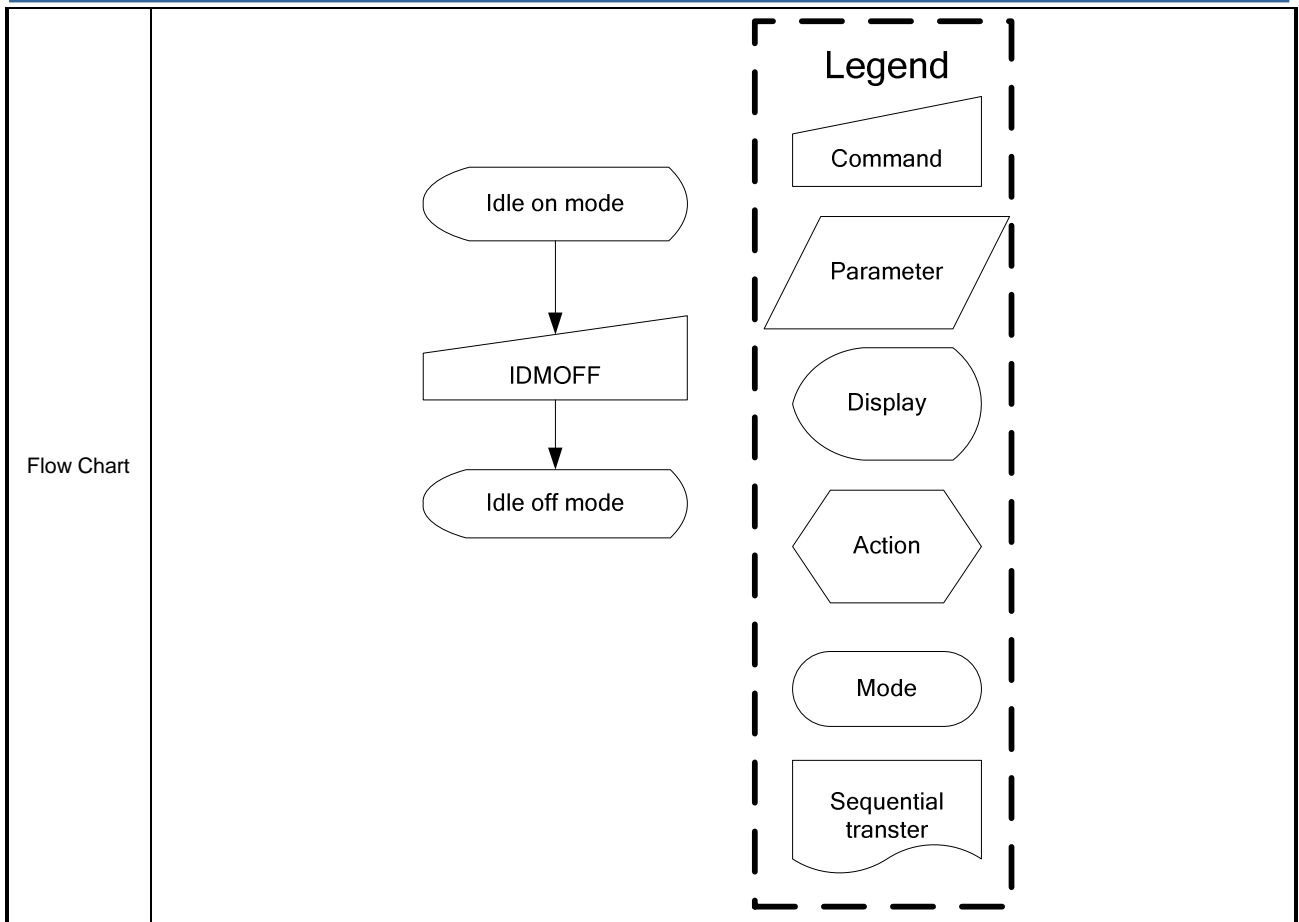 Flow Chart
Idle on mode
IDMOFF
Idle off mode
Legend
Command
Parameter
Display
Action
Mode
Sequential
transter